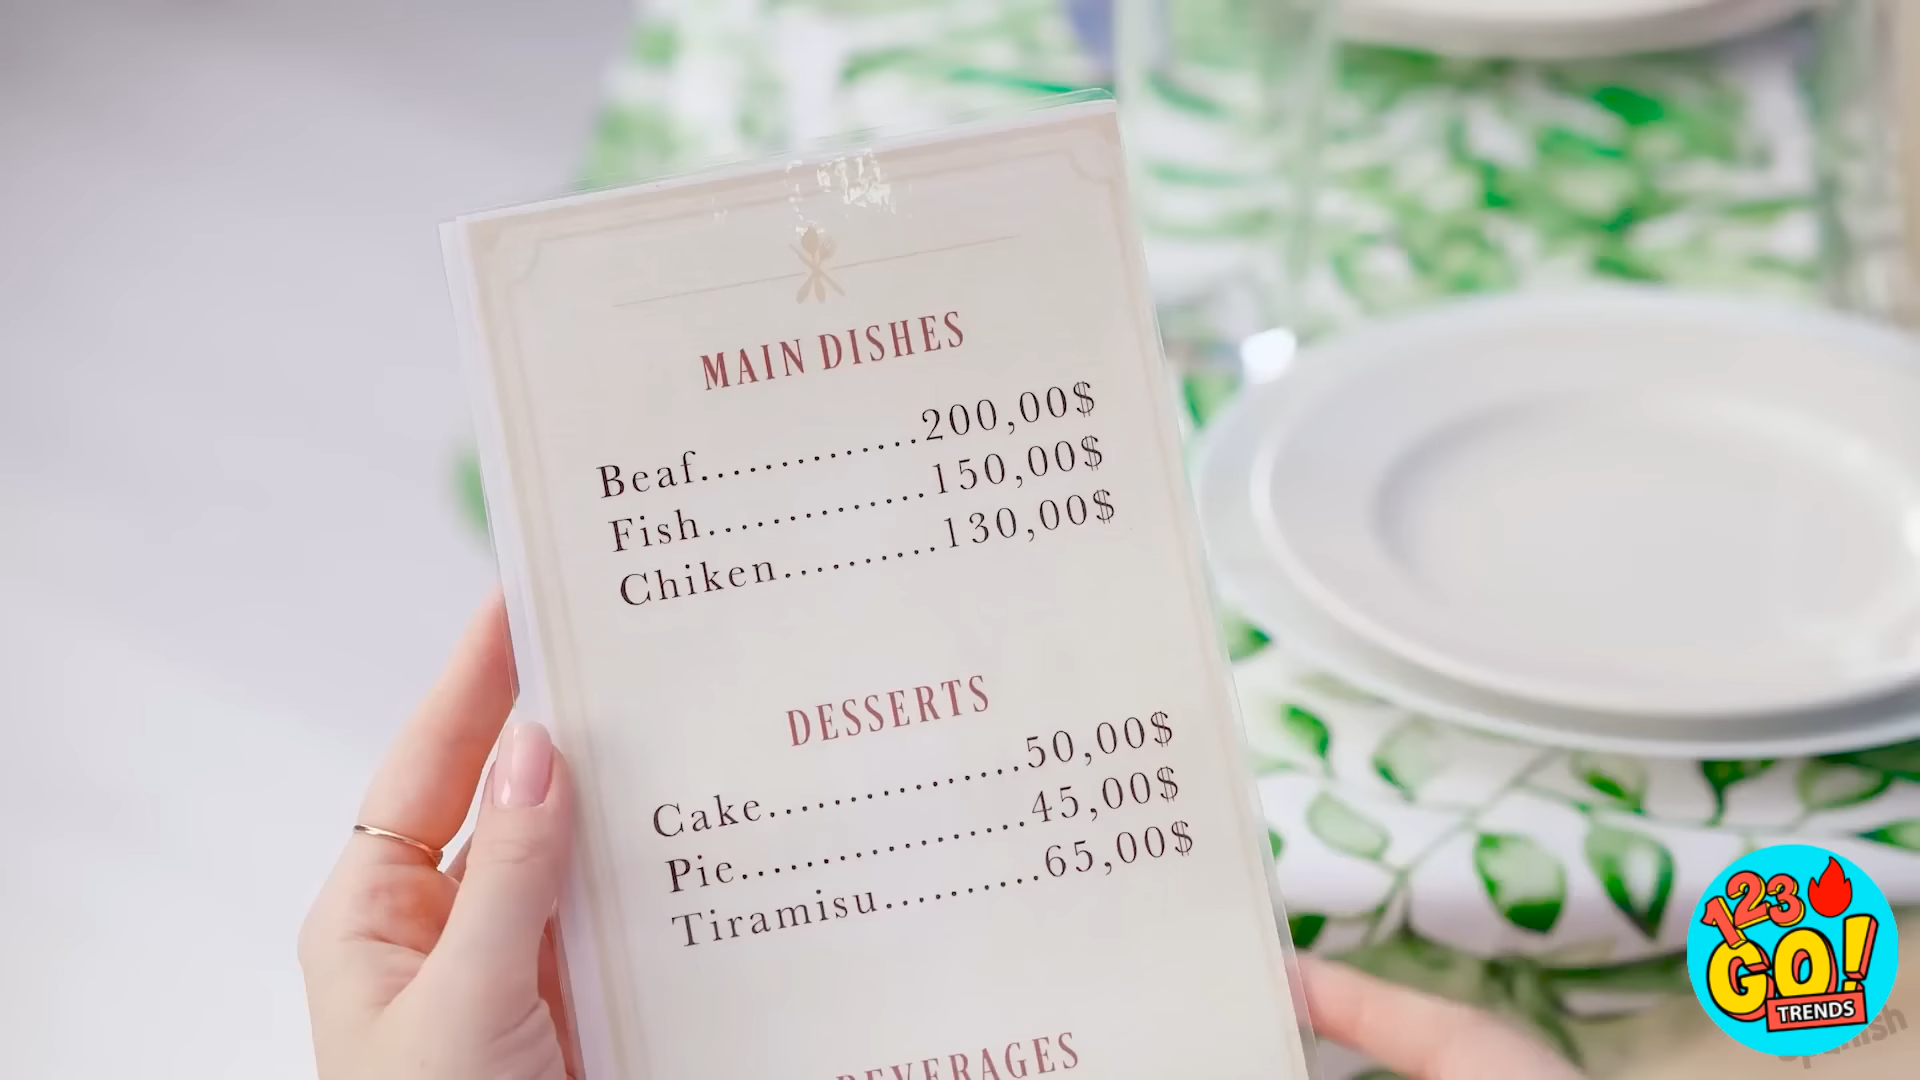 MAIN DISHES
Beaf.............200,00$
Fish.............150,00$
Chiken..........130,00$
DESSERTS
Cake................50,00$
Pie..................45,00$
Tiramisu.........65,00$
BEVERAGES
123
GO!
TRENDS